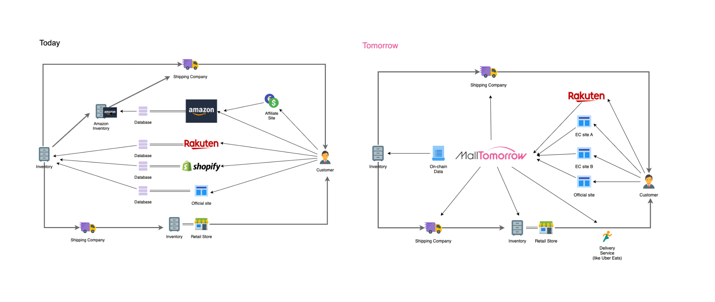 Today
Shipping Company
Amazon
Inventory
Database
amazon
Affiliate
Site
Rakuten
Database
shopify
Database
Official site
Inventory
Customer
Shipping Company
Inventory
Retail Store
Tomorrow
Shipping Company
Rakuten
EC site A
MallTomorrow
On-chain
Data
EC site B
Official site
Inventory
Customer
Shipping Company
Inventory
Retail Store
Delivery
Service
(like Uber Eats)